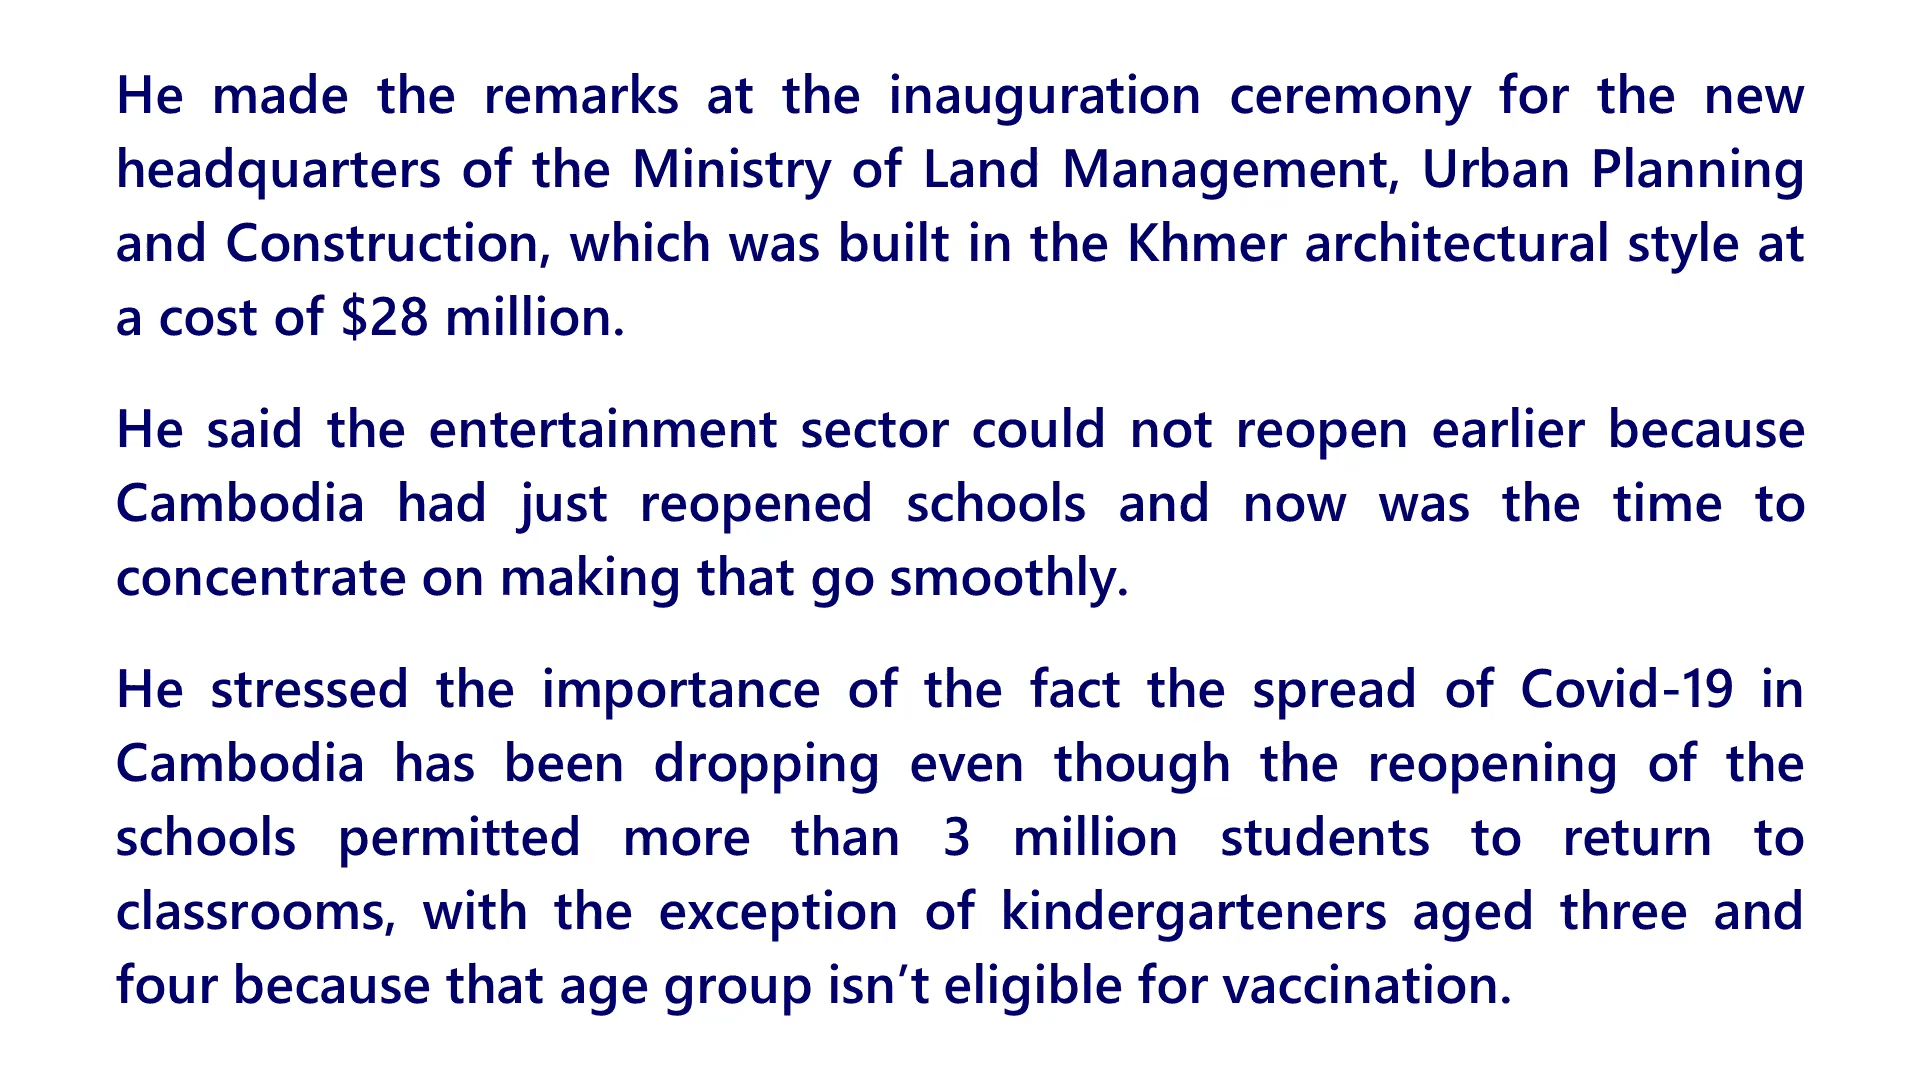 He made the remarks at the inauguration ceremony for the new
headquarters of the Ministry of Land Management, Urban Planning
and Construction, which was built in the Khmer architectural style at
a cost of $28 million.
He said the entertainment sector could not reopen earlier because
Cambodia had just reopened schools and now was the time to
concentrate on making that go smoothly.
He stressed the importance of the fact the spread of Covid-19 in
Cambodia has been dropping even though the reopening of the
schools permitted more than 3 million students to return to
classrooms, with the exception of kindergarteners aged three and
four because that age group isn’t eligible for vaccination.